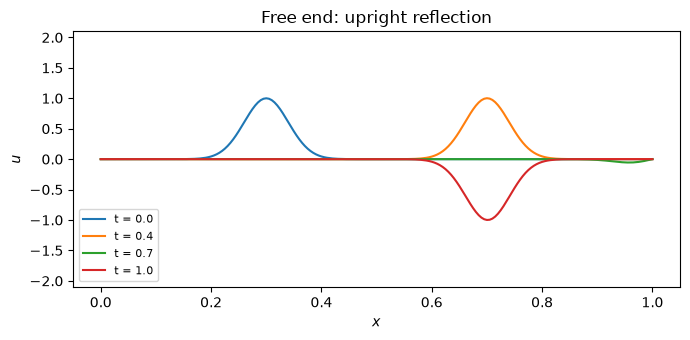 Free end: upright reflection
u
2.0
1.5
1.0
0.5
0.0
−0.5
−1.0
−1.5
−2.0
t = 0.0
t = 0.4
t = 0.7
t = 1.0
0.0 0.2 0.4 0.6 0.8 1.0
x